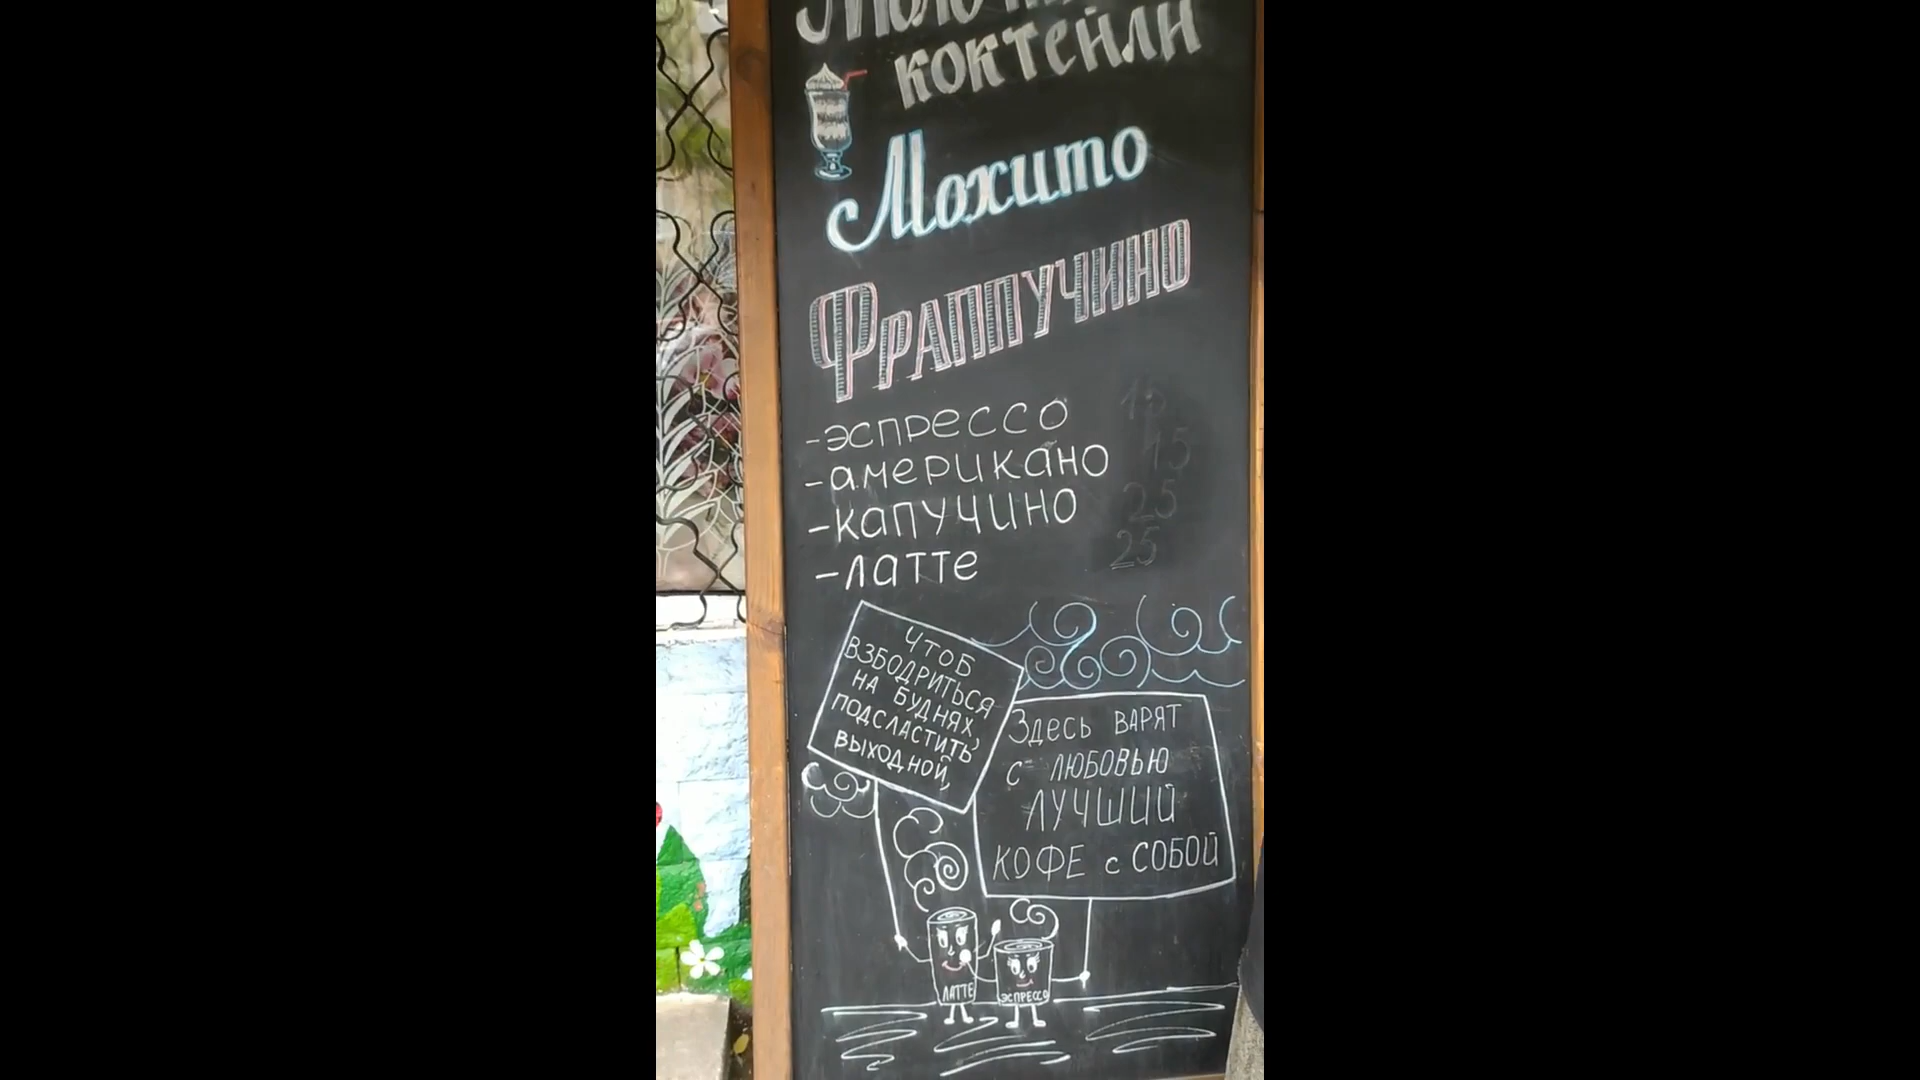 коктейли
Мохито
Фраппучино
-эспрессо
-американо 15
-капучино 25
-латте 25
Чтоб
взбодриться
на буднях,
подсластить
выходной,
Здесь варят
с любовью
лучший
кофе с собой
латте
эспрессо